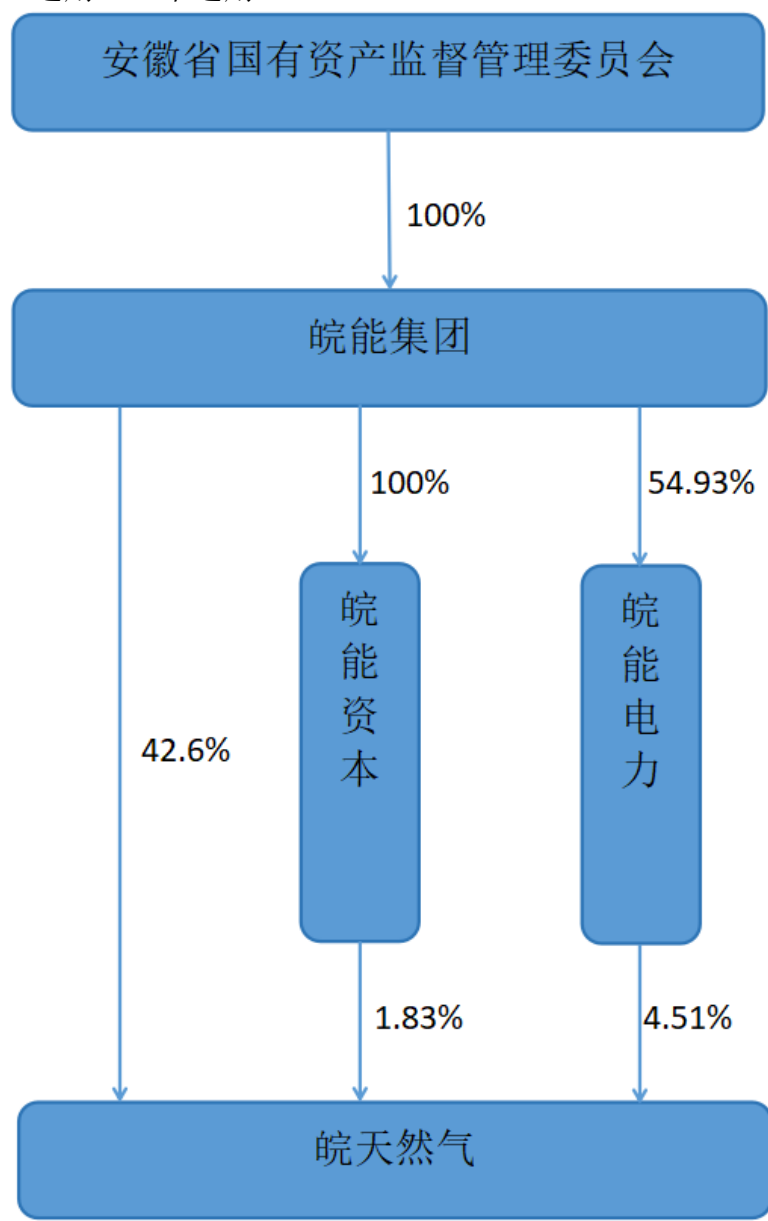 安徽省国有资产监督管理委员会
100%
皖能集团
100%
54.93%
皖能资本
皖能电力
42.6%
1.83%
4.51%
皖天然气